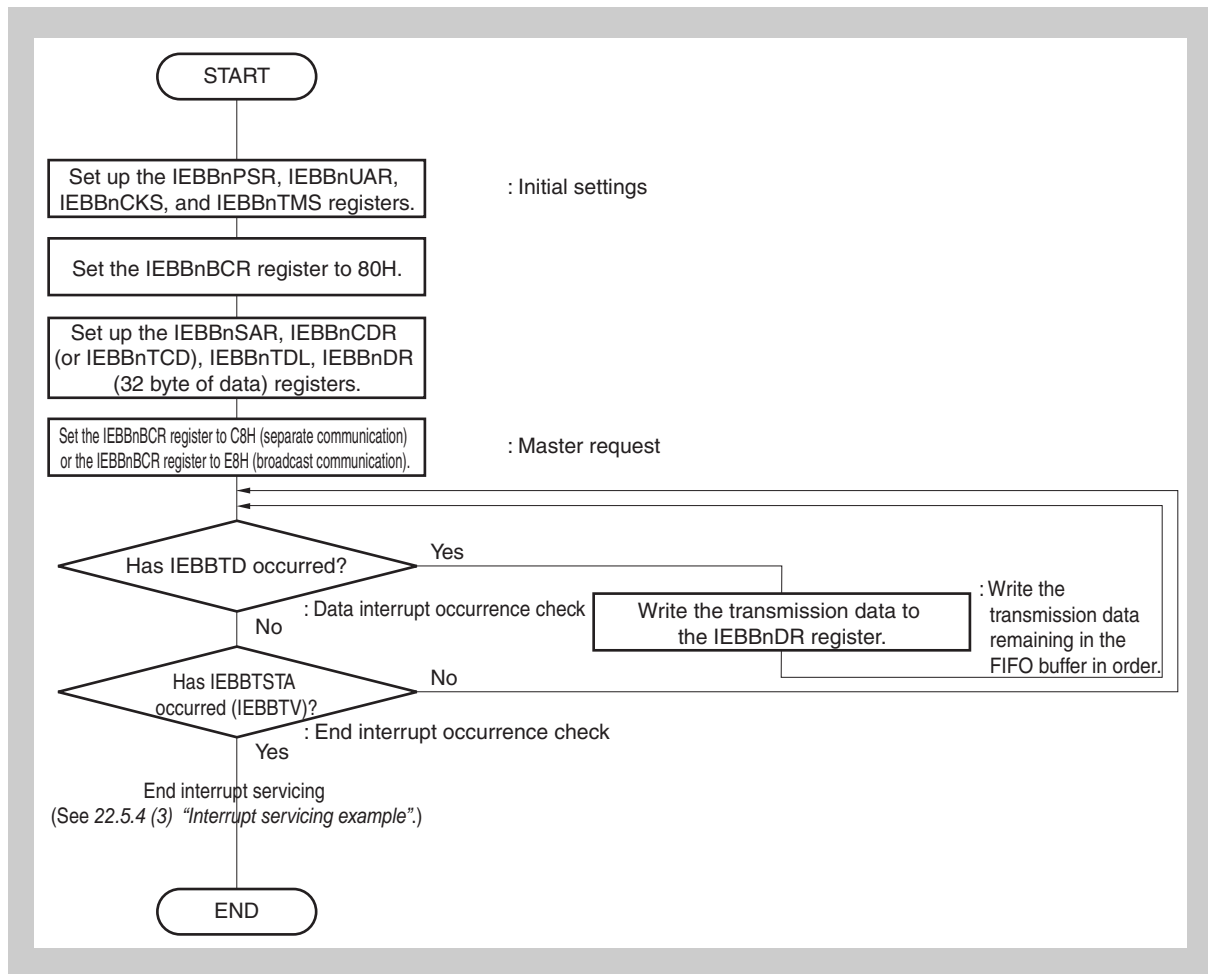 START
Set up the IEBBnPSR, IEBBnUAR,
IEBBnCKS, and IEBBnTMS registers.
: Initial settings
Set the IEBBnBCR register to 80H.
Set up the IEBBnSAR, IEBBnCDR
(or IEBBnTCD), IEBBnTDL, IEBBnDR
(32 byte of data) registers.
Set the IEBBnBCR register to C8H (separate communication)
or the IEBBnBCR register to E8H (broadcast communication).
: Master request
Has IEBBTD occurred?
Yes
: Data interrupt occurrence check
No
Write the transmission data to
the IEBBnDR register.
: Write the
transmission data
remaining in the
FIFO buffer in order.
Has IEBBTSTA
occurred (IEBBTV)?
No
: End interrupt occurrence check
Yes
End interrupt servicing
(See 22.5.4 (3) “Interrupt servicing example”.)
END